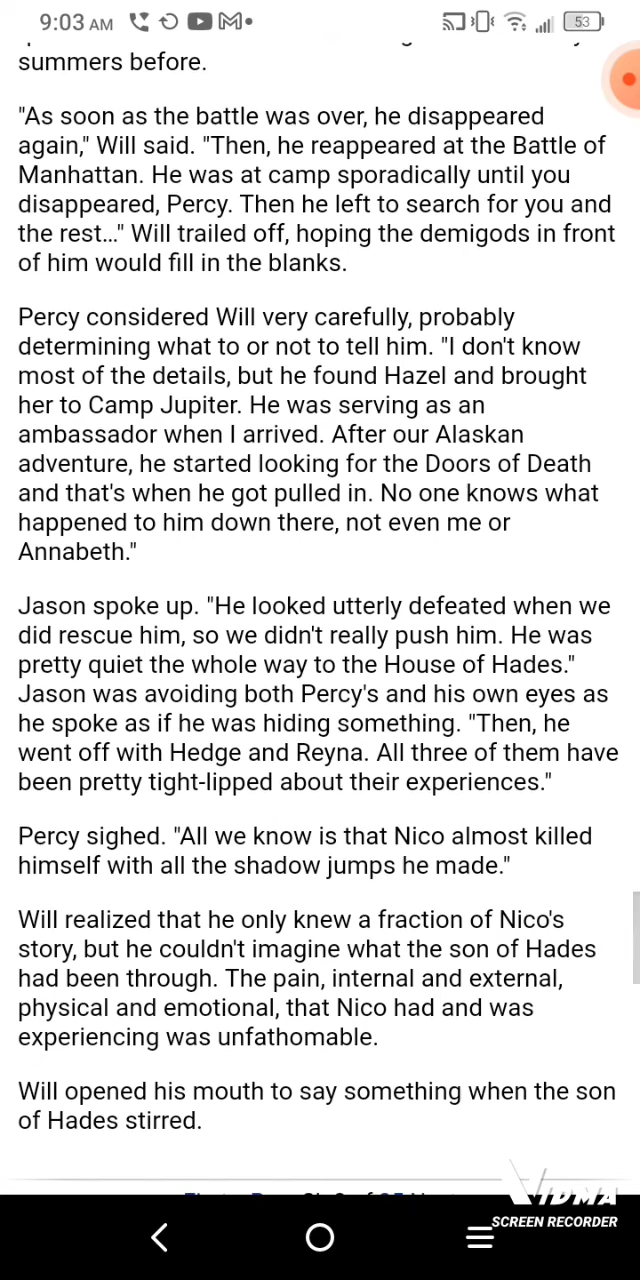 9:03 AM
53
summers before.
"As soon as the battle was over, he disappeared
again," Will said. "Then, he reappeared at the Battle of
Manhattan. He was at camp sporadically until you
disappeared, Percy. Then he left to search for you and
the rest..." Will trailed off, hoping the demigods in front
of him would fill in the blanks.
Percy considered Will very carefully, probably
determining what to or not to tell him. "I don't know
most of the details, but he found Hazel and brought
her to Camp Jupiter. He was serving as an
ambassador when I arrived. After our Alaskan
adventure, he started looking for the Doors of Death
and that's when he got pulled in. No one knows what
happened to him down there, not even me or
Annabeth."
Jason spoke up. "He looked utterly defeated when we
did rescue him, so we didn't really push him. He was
pretty quiet the whole way to the House of Hades."
Jason was avoiding both Percy's and his own eyes as
he spoke as if he was hiding something. "Then, he
went off with Hedge and Reyna. All three of them have
been pretty tight-lipped about their experiences."
Percy sighed. "All we know is that Nico almost killed
himself with all the shadow jumps he made."
Will realized that he only knew a fraction of Nico's
story, but he couldn't imagine what the son of Hades
had been through. The pain, internal and external,
physical and emotional, that Nico had and was
experiencing was unfathomable.
Will opened his mouth to say something when the son
of Hades stirred.
VIDMA
SCREEN RECORDER